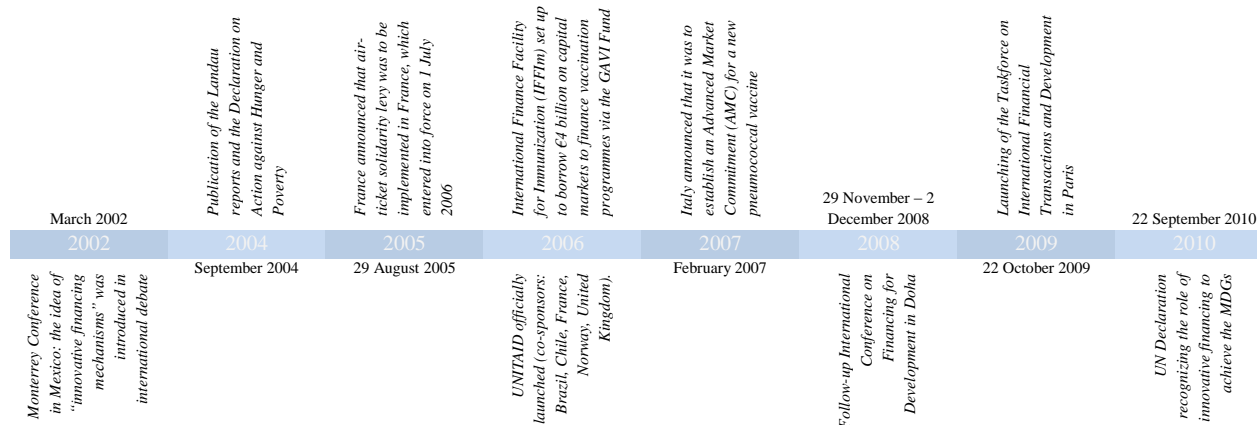 Publication of the Landau
reports and the Declaration on
Action against Hunger and
Poverty
France announced that air-
ticket solidarity levy was to be
implemented in France, which
entered into force on 1 July
2006
International Finance Facility
for Immunization (IFFIm) set up
to borrow €4 billion on capital
markets to finance vaccination
programmes via the GAVI Fund
Italy announced that it was to
establish an Advanced Market
Commitment (AMC) for a new
pneumococcal vaccine
Launching of the Taskforce on
International Financial
Transactions and Development
in Paris
March 2002
29 November – 2
December 2008
22 September 2010
2002
2004
2005
2006
2007
2008
2009
2010
September 2004
29 August 2005
February 2007
22 October 2009
Monterrey Conference
in Mexico: the idea of
“innovative financing
mechanisms” was
introduced in
international debate
UNITAID officially
launched (co-sponsors:
Brazil, Chile, France,
Norway, United
Kingdom).
Follow-up International
Conference on
Financing for
Development in Doha
UN Declaration
recognizing the role of
innovative financing to
achieve the MDGs